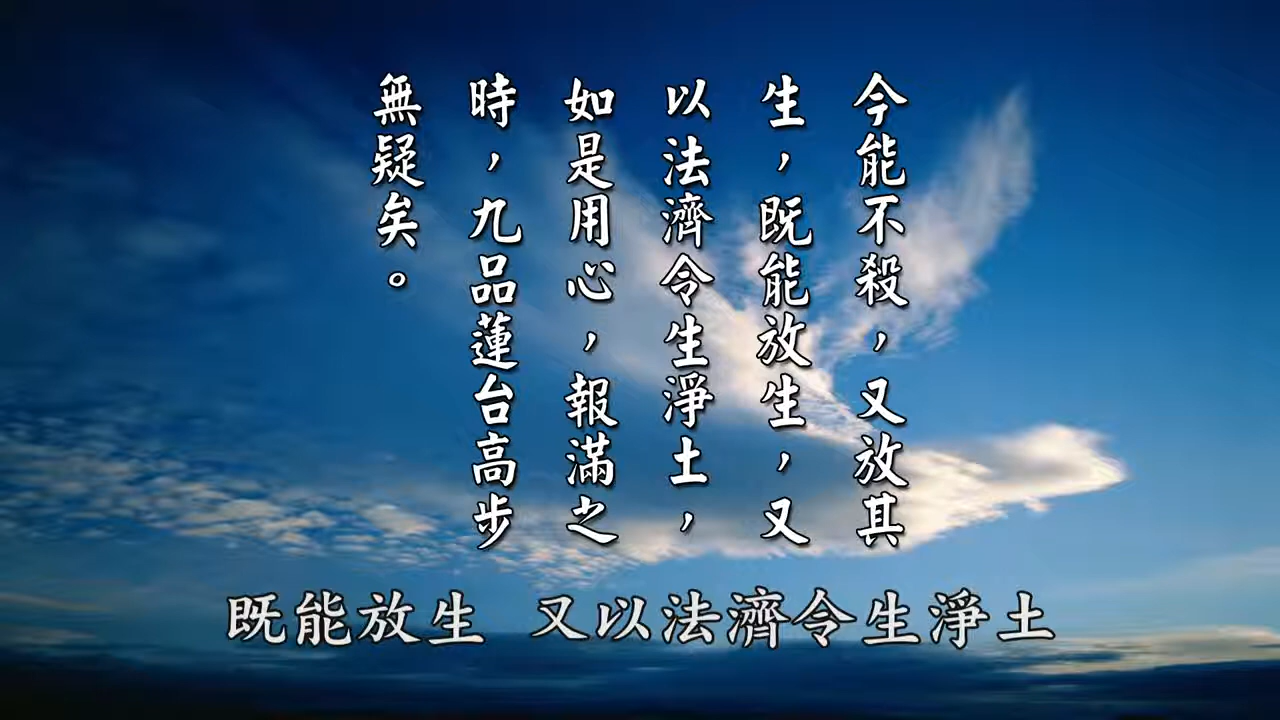 今能不殺，又放其
生，既能放生，又
以法濟令生淨土，
如是用心，報滿之
時，九品蓮台高步
無疑矣。
既能放生 又以法濟令生淨土